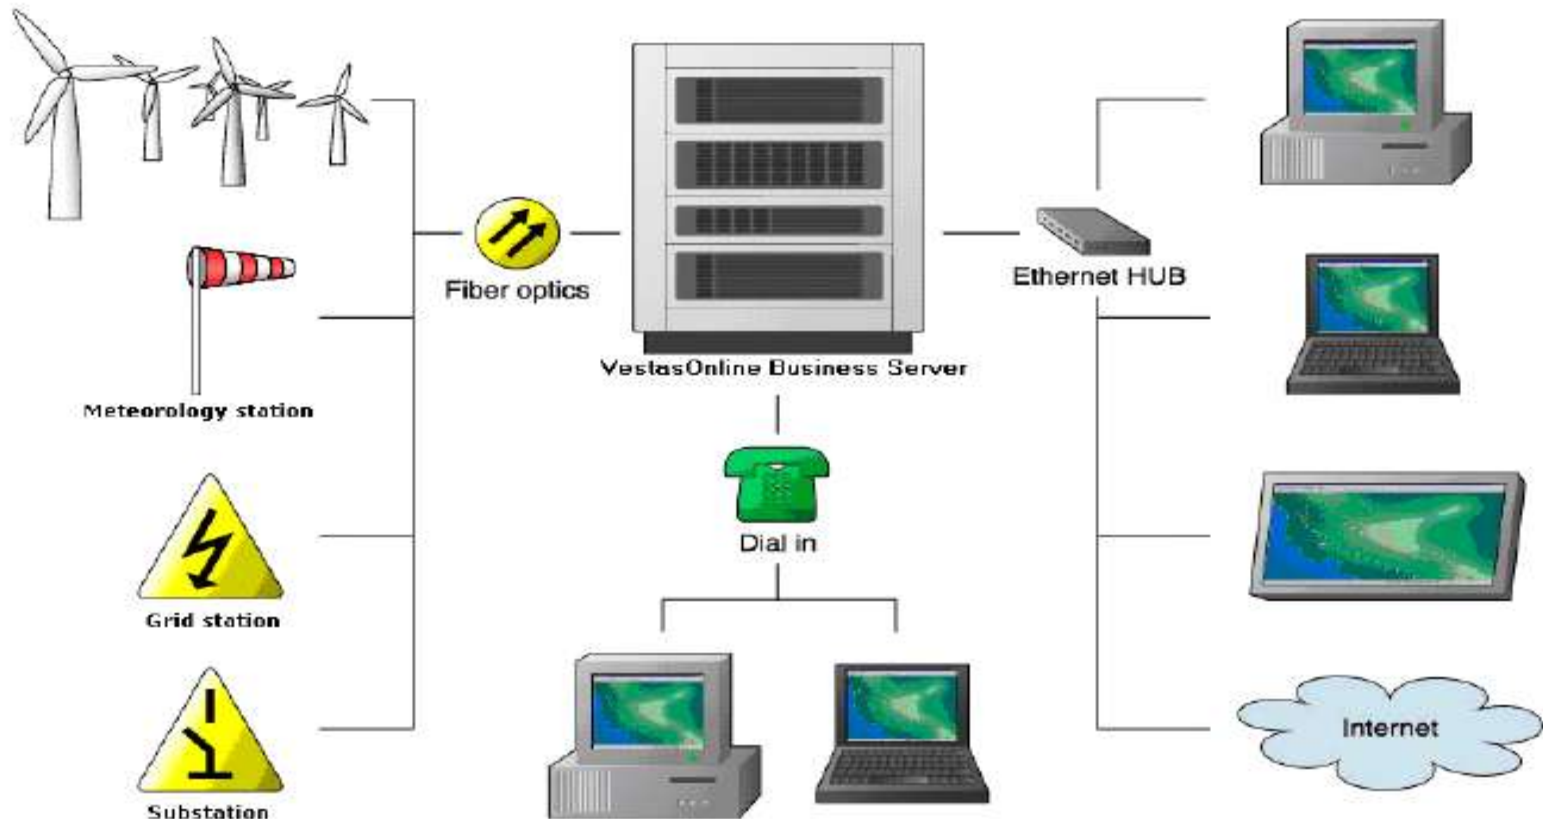 Fiber optics
Ethernet HUB
VestasOnline Business Server
Meteorology station
Dial in
Grid station
Internet
Substation